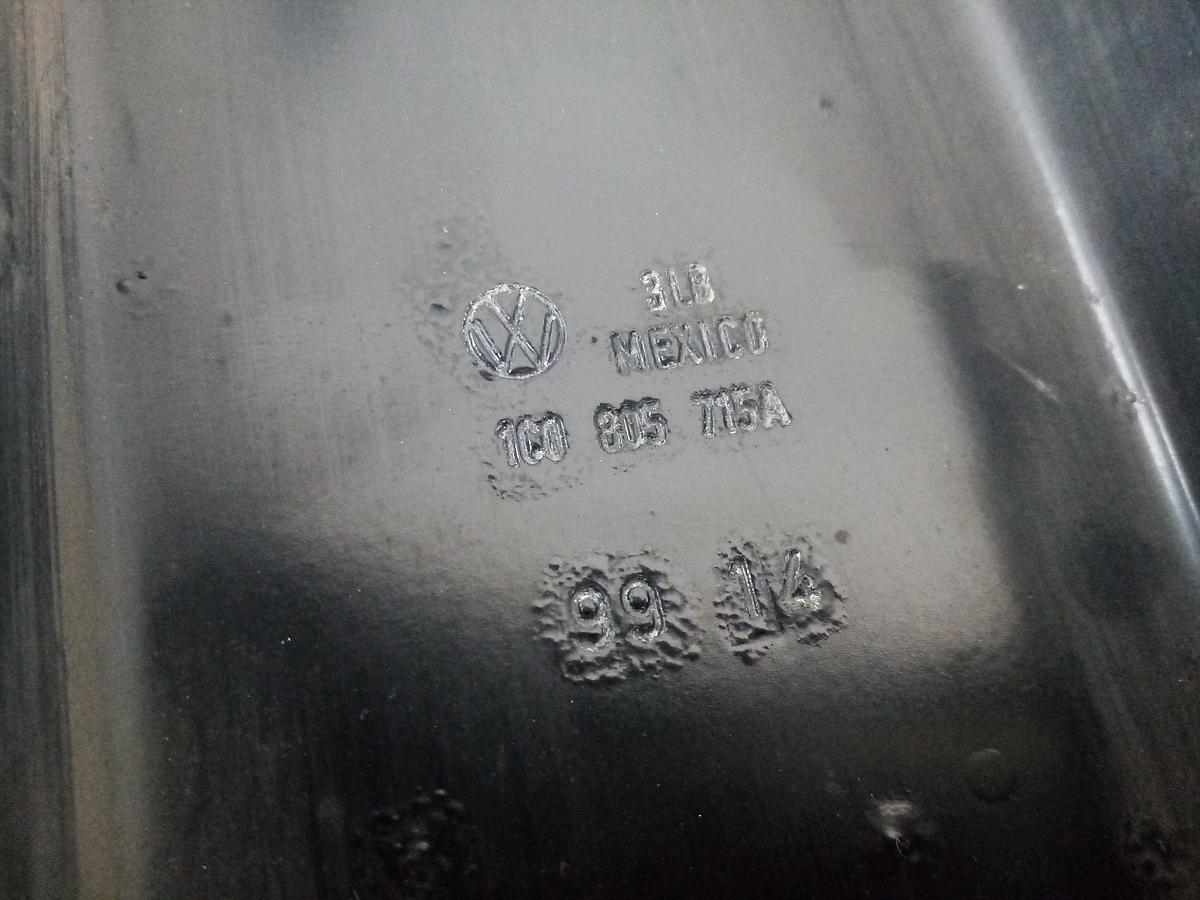 3LB
MEXICO
1C0 805 715A
99 14